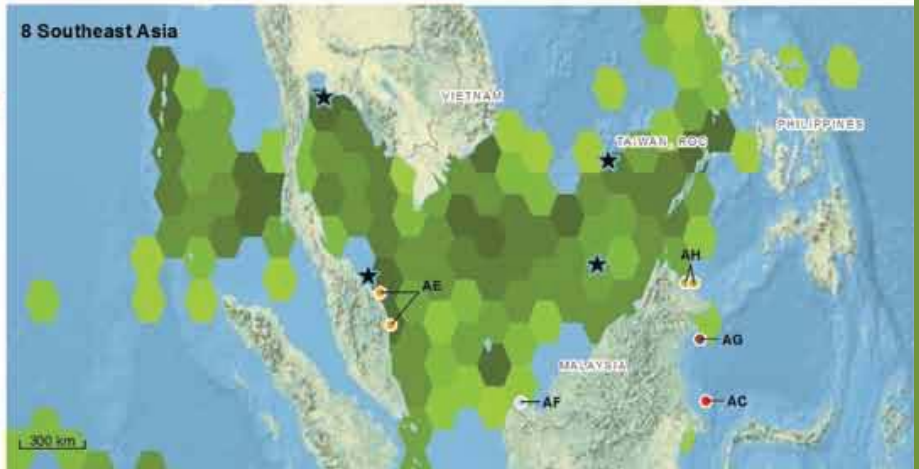 8 Southeast Asia
VIETNAM
PHILIPPINES
TAIWAN, ROC
AH
AE
AG
MALAYSIA
AF
AC
300 km